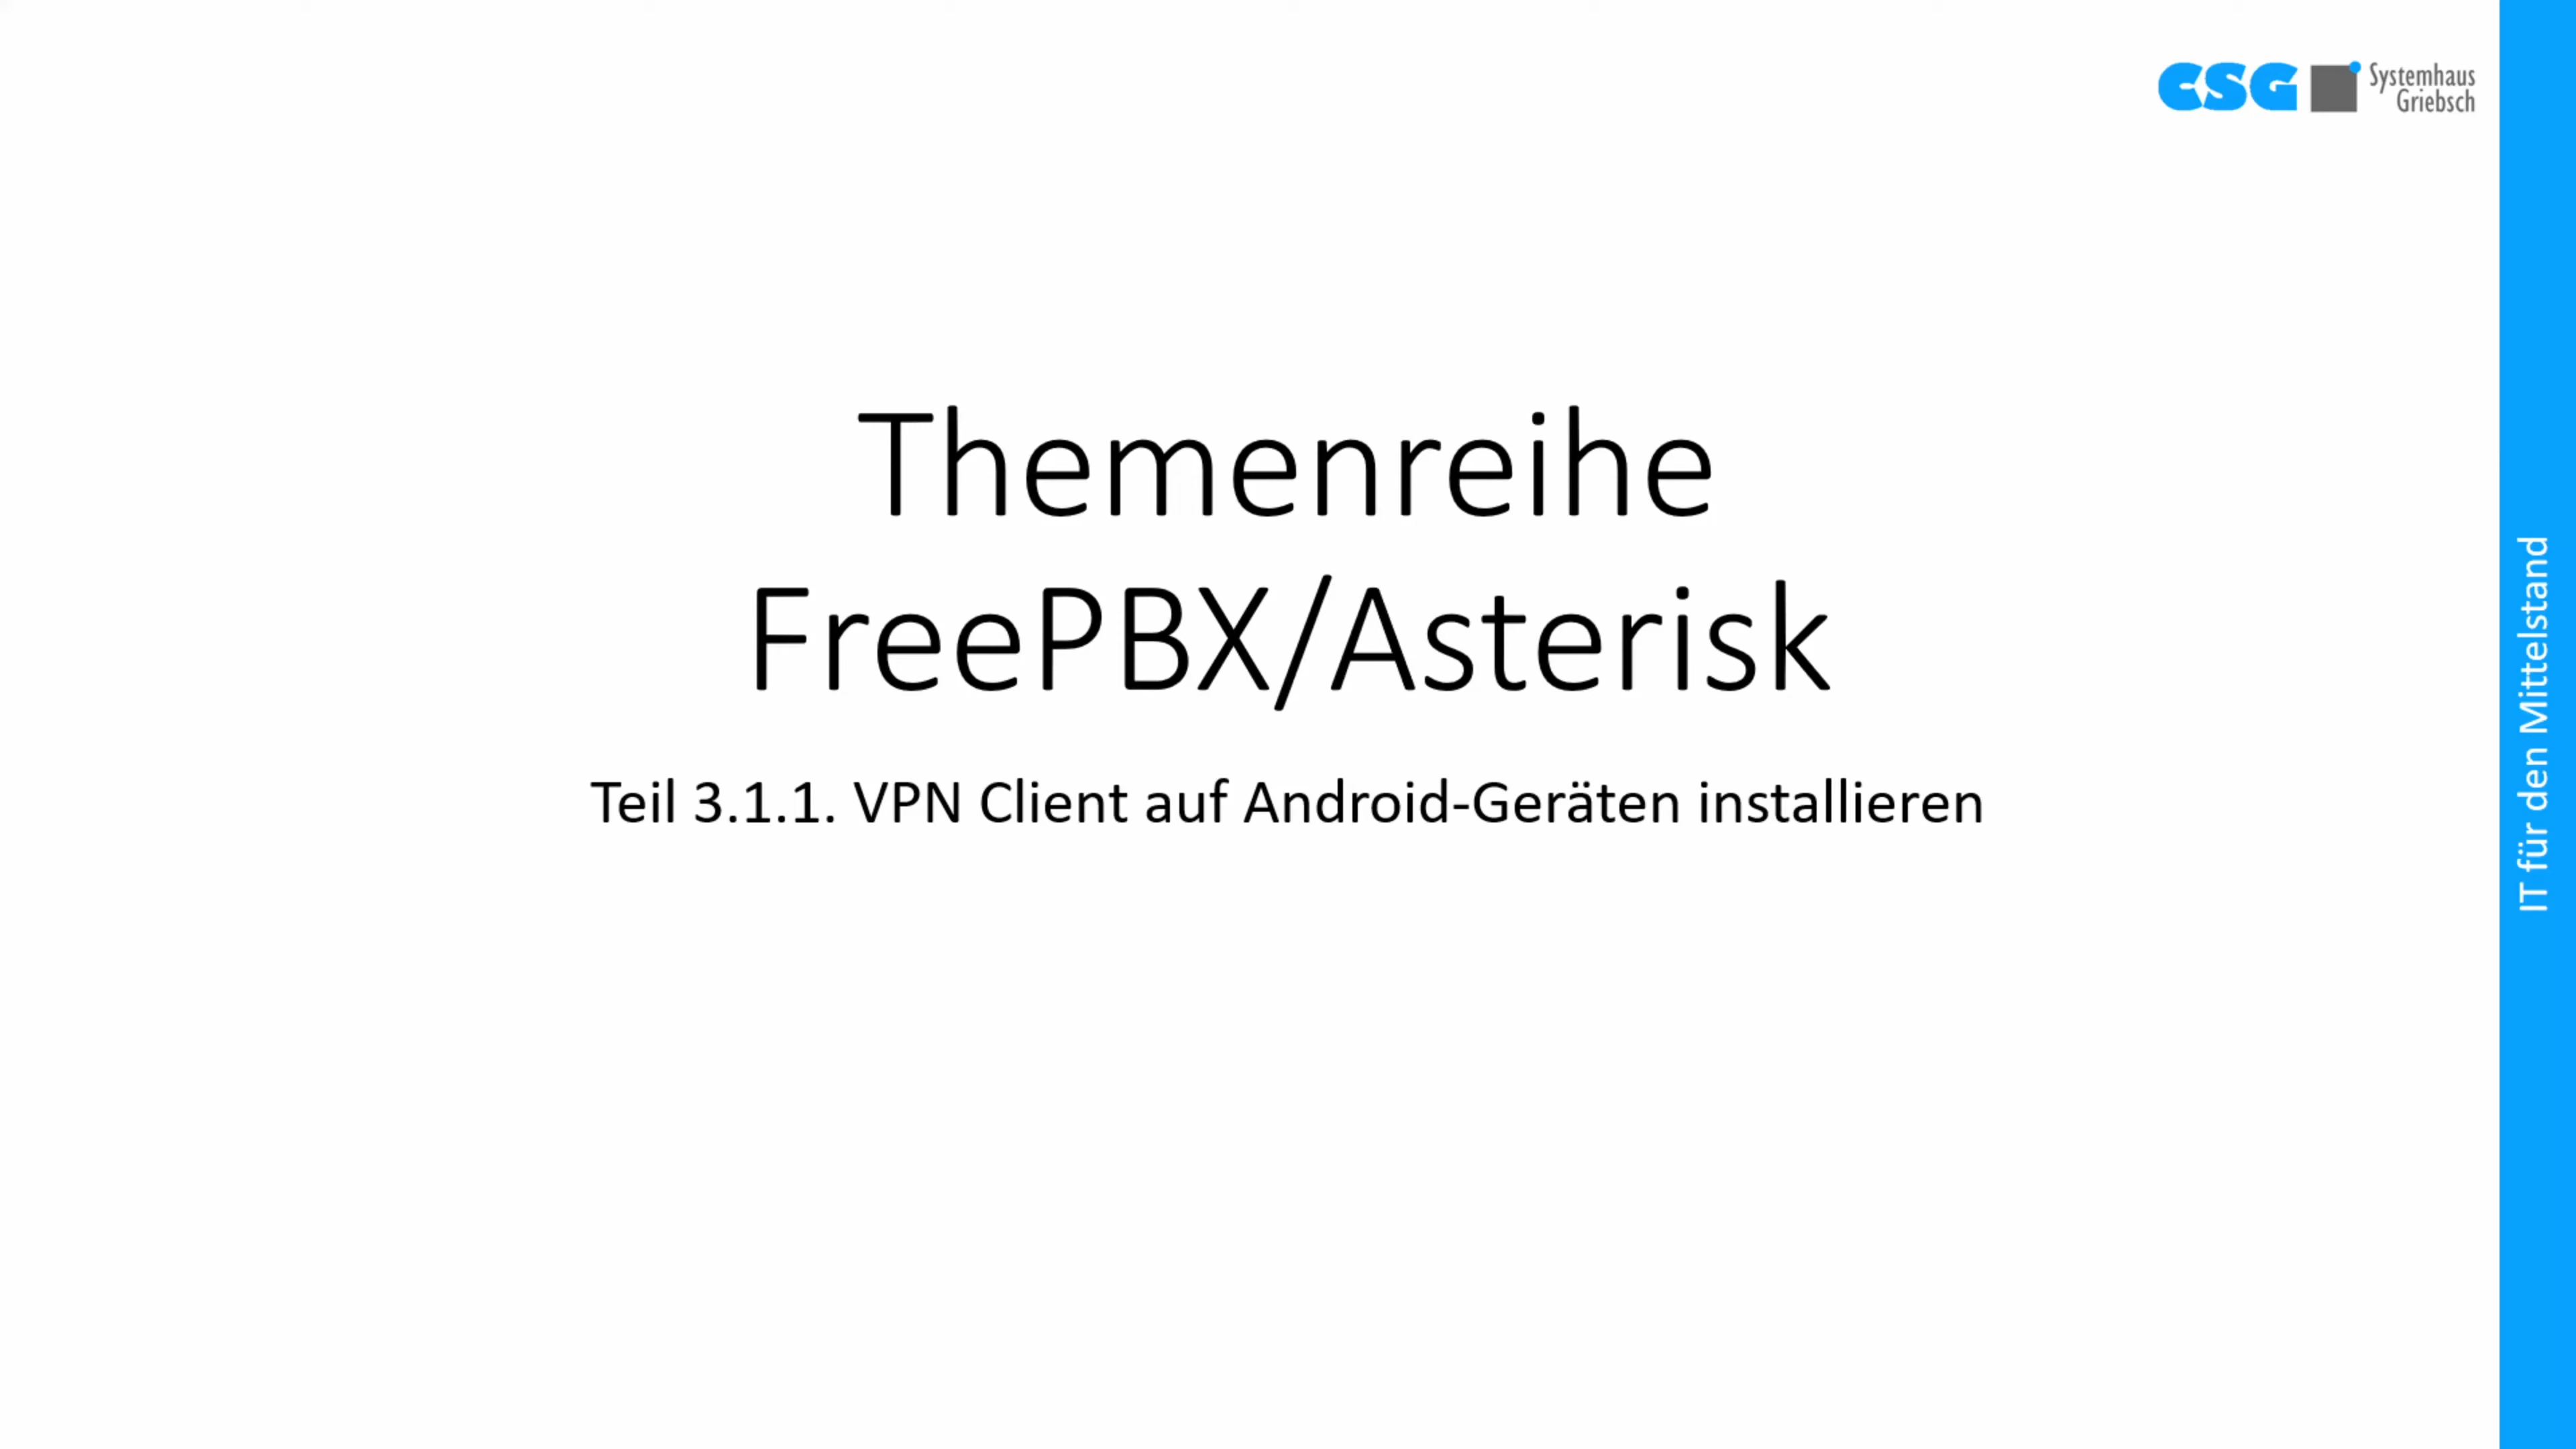 CSG Systemhaus
Griebsch
Themenreihe
FreePBX/Asterisk
Teil 3.1.1. VPN Client auf Android-Geräten installieren
IT für den Mittelstand